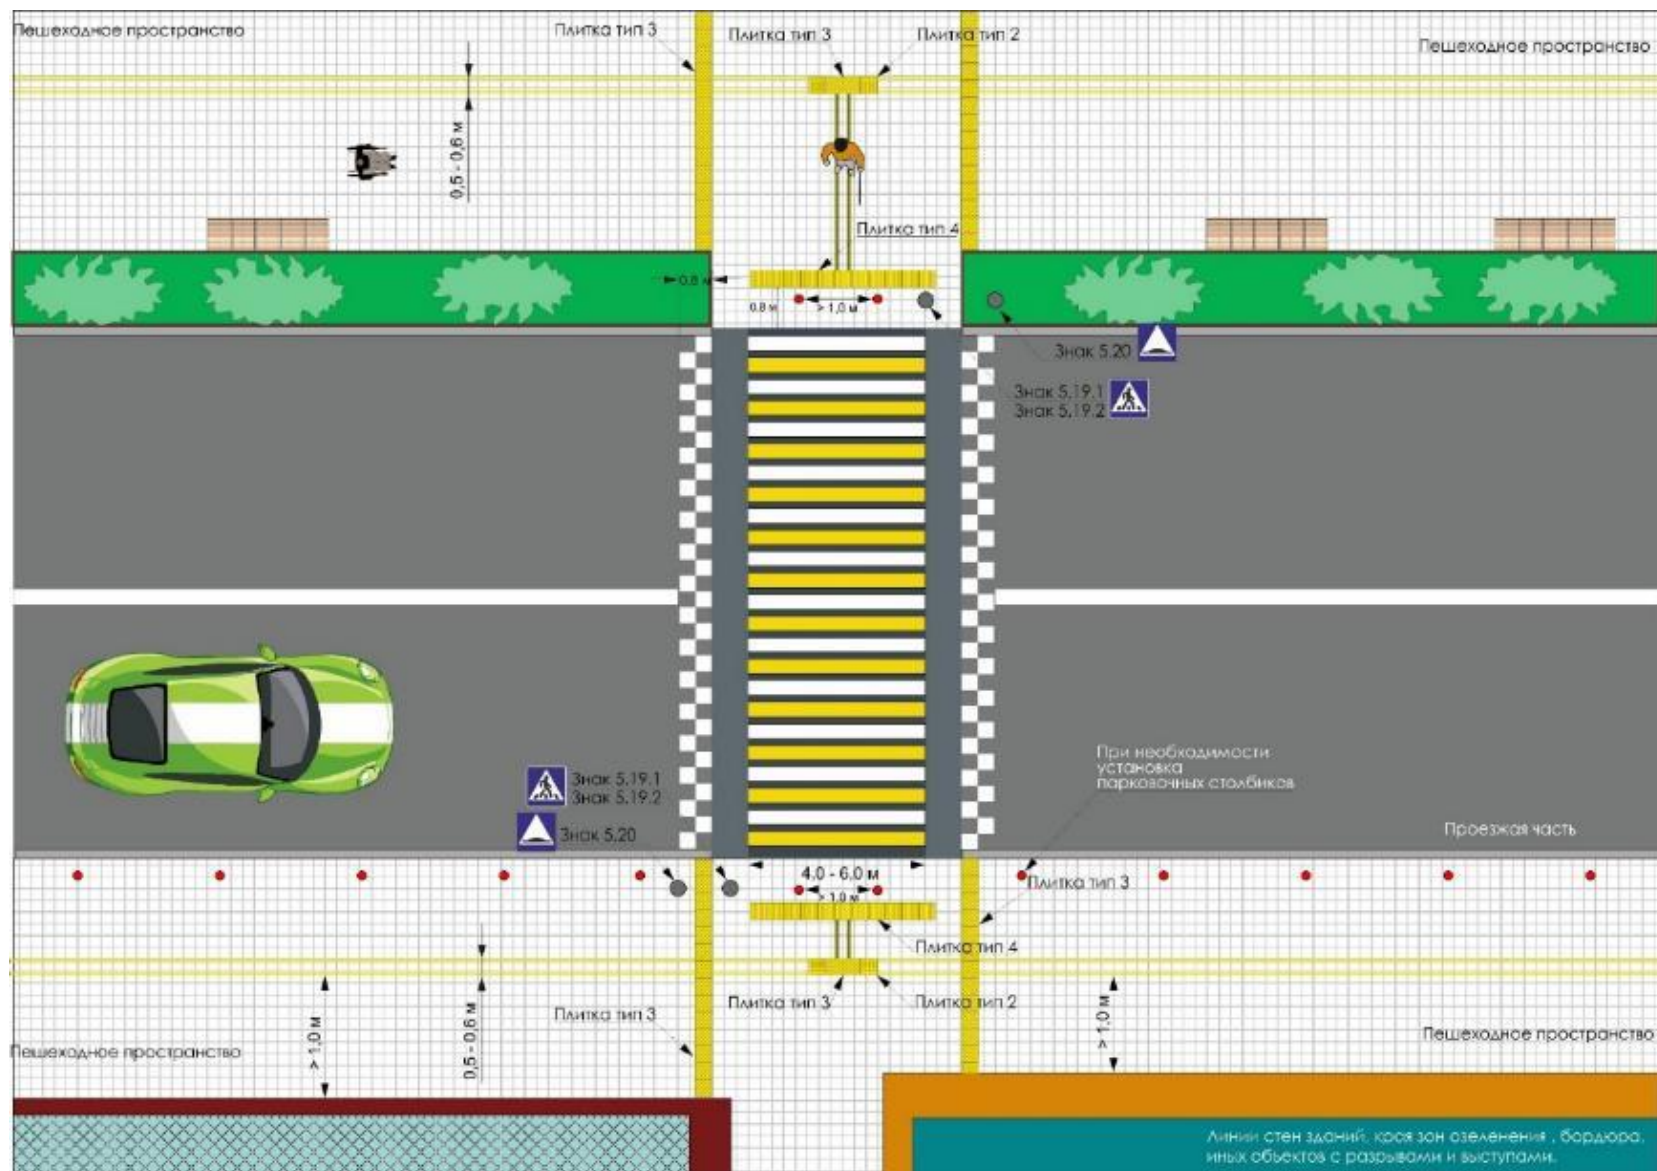 Пешеходное пространство
Плитка тип 3
Плитка тип 3
Плитка тип 2
Пешеходное пространство
0,5 - 0,6 м
Плитка тип 4
0,8 м
0,8 м
> 1,0 м
Знак 5.20
Знак 5.19.1
Знак 5.19.2
При необходимости
установка
парковочных столбиков
Знак 5.19.1
Знак 5.19.2
Знак 5.20
Проезжая часть
4,0 - 6,0 м
> 1,0 м
Плитка тип 3
Плитка тип 4
Плитка тип 3
Плитка тип 3
Плитка тип 2
> 1,0 м
0,5 - 0,6 м
> 1,0 м
Пешеходное пространство
Пешеходное пространство
Линии стен зданий, края зон озеленения , бордюра,
иных объектов с разрывами и выступами.